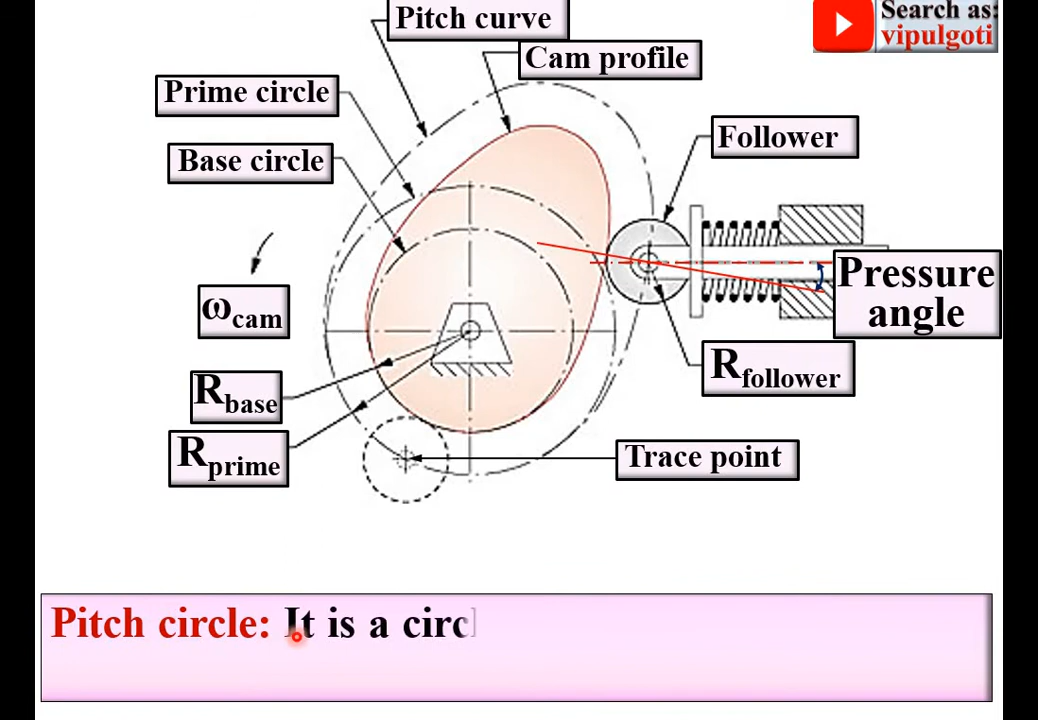 Pitch curve
Search as:
vipulgoti
Cam profile
Prime circle
Follower
Base circle
Pressure
angle
ωcam
Rfollower
Rbase
Rprime
Trace point
Pitch circle: It is a circ